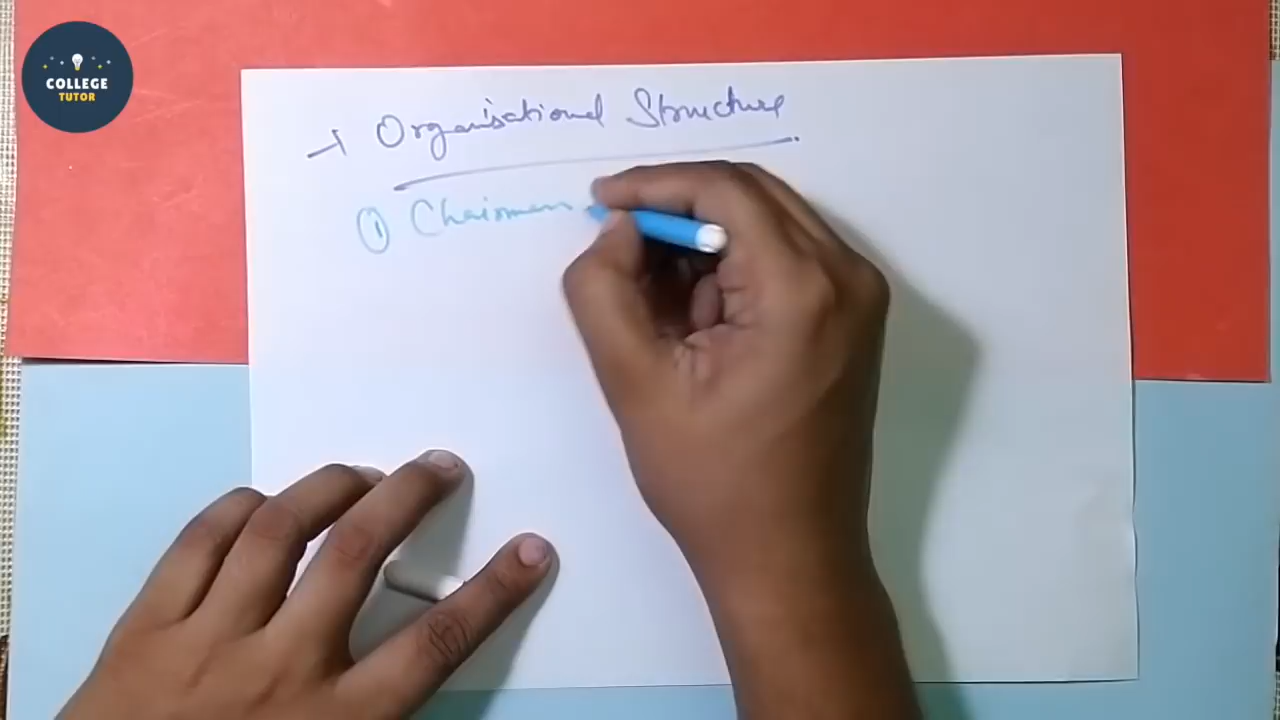 COLLEGE
TUTOR
→ Organisational Structure
① Chairman